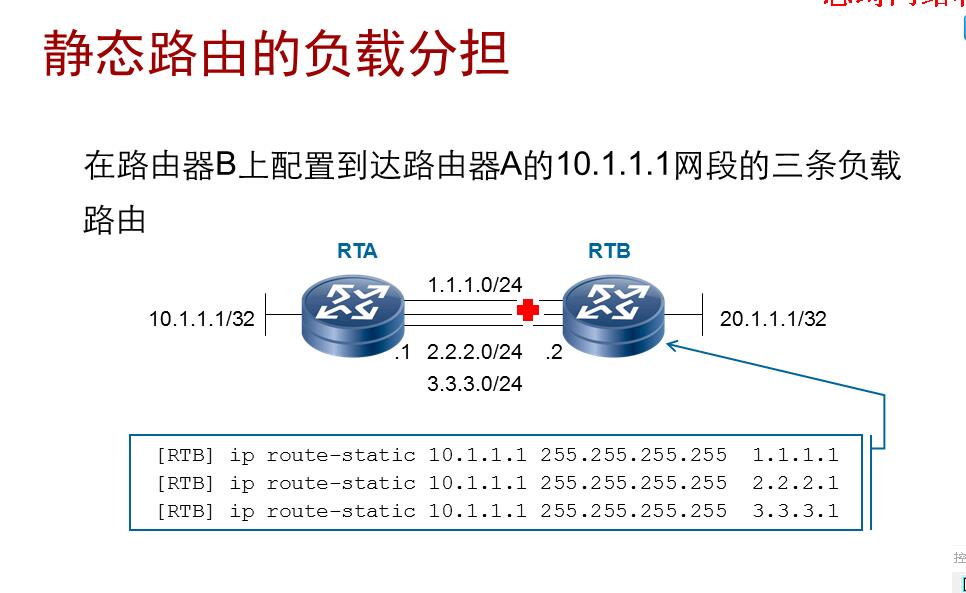 静态路由的负载分担
在路由器B上配置到达路由器A的10.1.1.1网段的三条负载
路由
RTA
RTB
1.1.1.0/24
10.1.1.1/32
20.1.1.1/32
.1 2.2.2.0/24 .2
3.3.3.0/24
[RTB] ip route-static 10.1.1.1 255.255.255.255 1.1.1.1
[RTB] ip route-static 10.1.1.1 255.255.255.255 2.2.2.1
[RTB] ip route-static 10.1.1.1 255.255.255.255 3.3.3.1
控